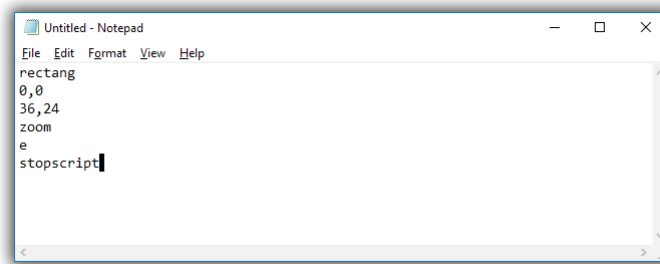 Untitled - Notepad
File Edit Format View Help
rectang
0,0
36,24
zoom
e
stopscript